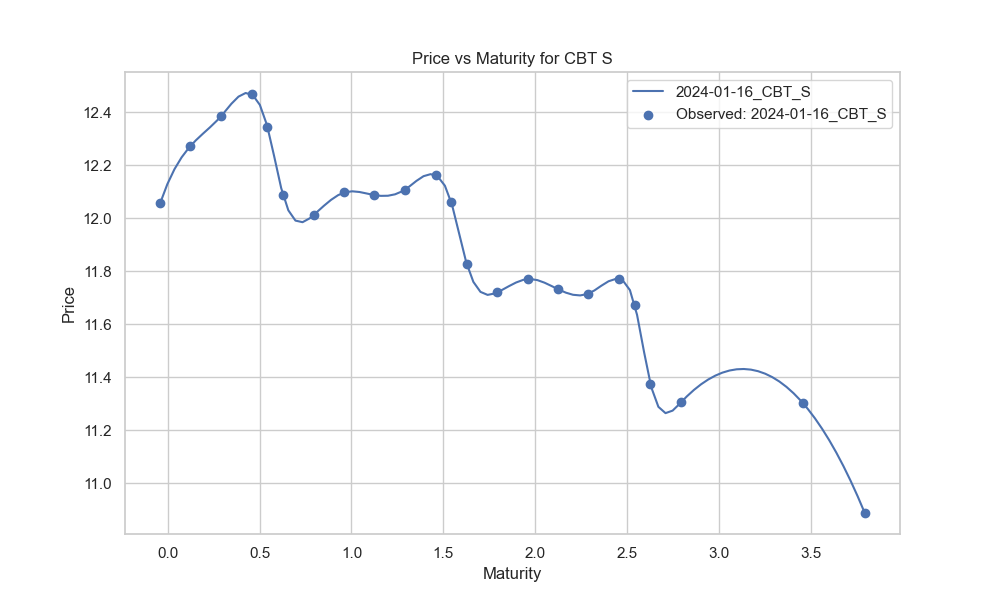 Price vs Maturity for CBT S
2024-01-16_CBT_S
Observed: 2024-01-16_CBT_S
12.4
12.2
12.0
11.8
11.6
11.4
11.2
11.0
Price
0.0 0.5 1.0 1.5 2.0 2.5 3.0 3.5
Maturity